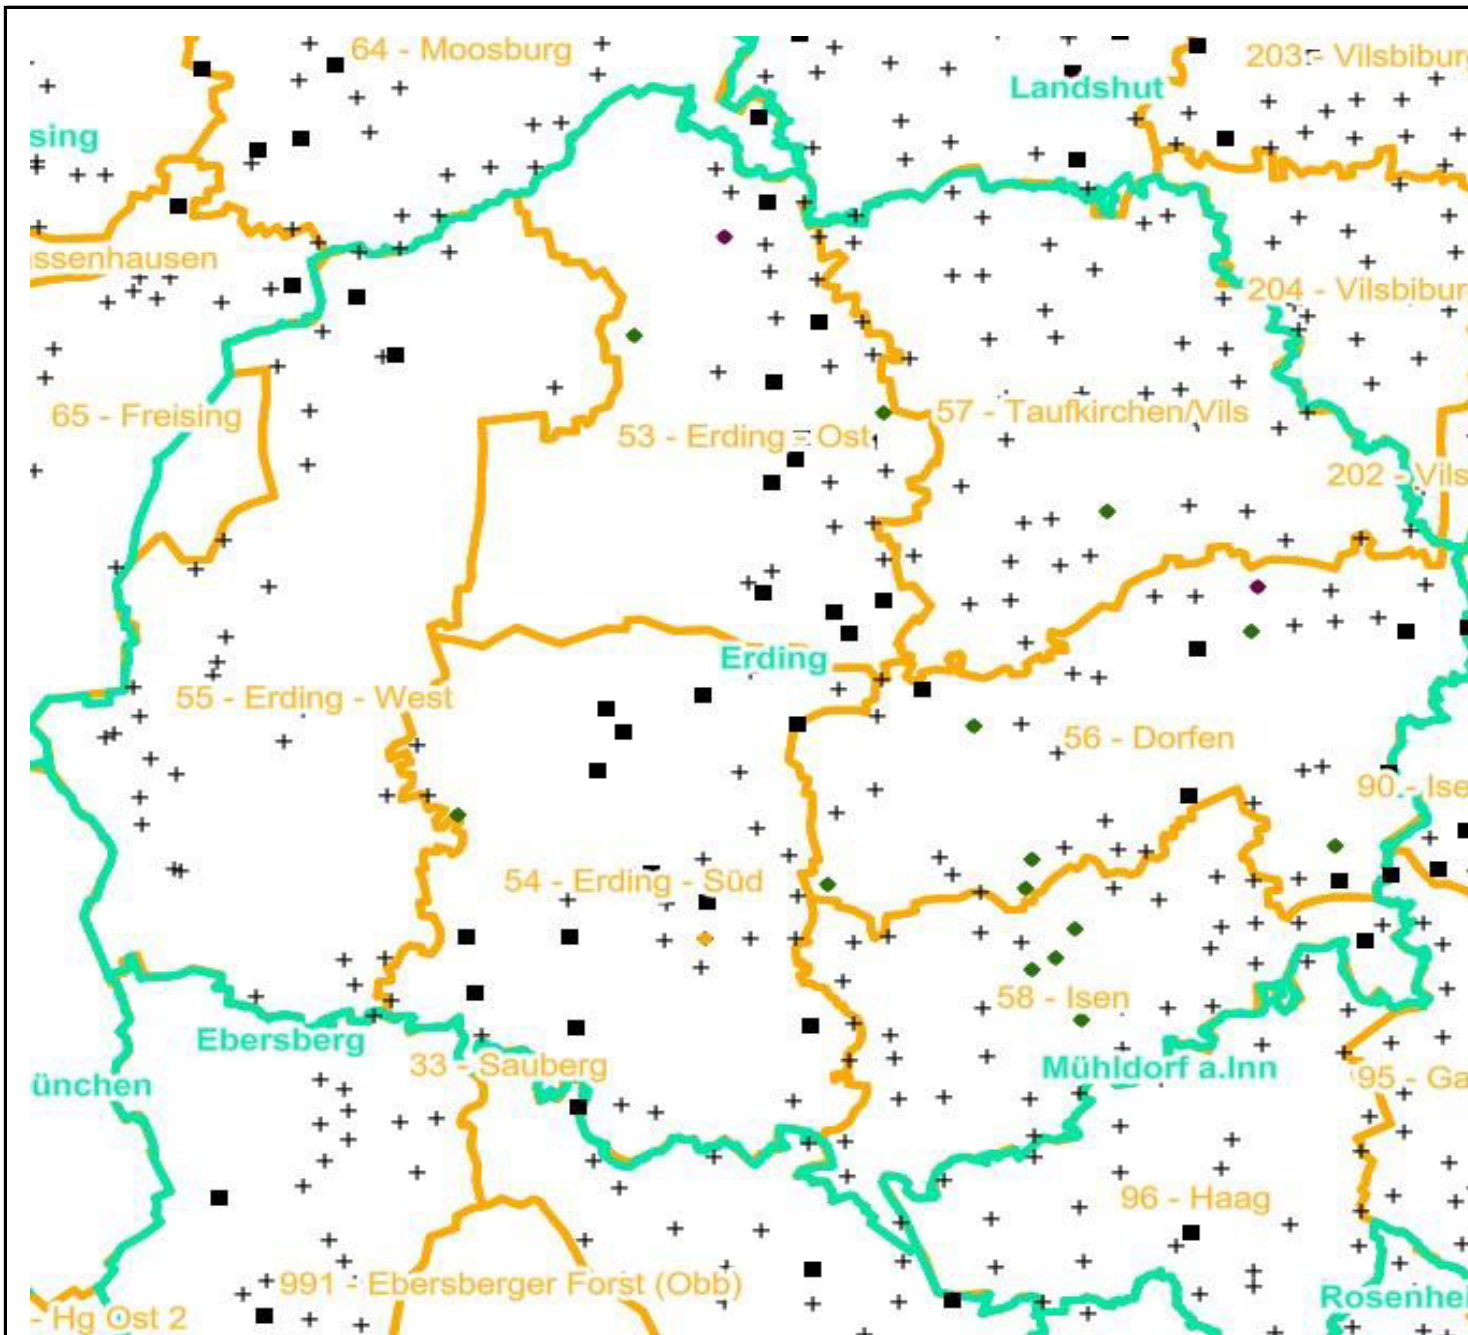 64 - Moosburg
203 - Vilsbiburg
Landshut
sing
assenhausen
204 - Vilsbibur
65 - Freising
57 - Taufkirchen/Vils
53 - Erding - Ost
202 - Vils
Erding
55 - Erding - West
56 - Dorfen
90 - Ise
54 - Erding - Süd
58 - Isen
Ebersberg
33 - Sauberg
Mühldorf a.Inn
95 - Ga
ünchen
96 - Haag
991 - Ebersberger Forst (Obb)
Rosenhei
- Hg Ost 2